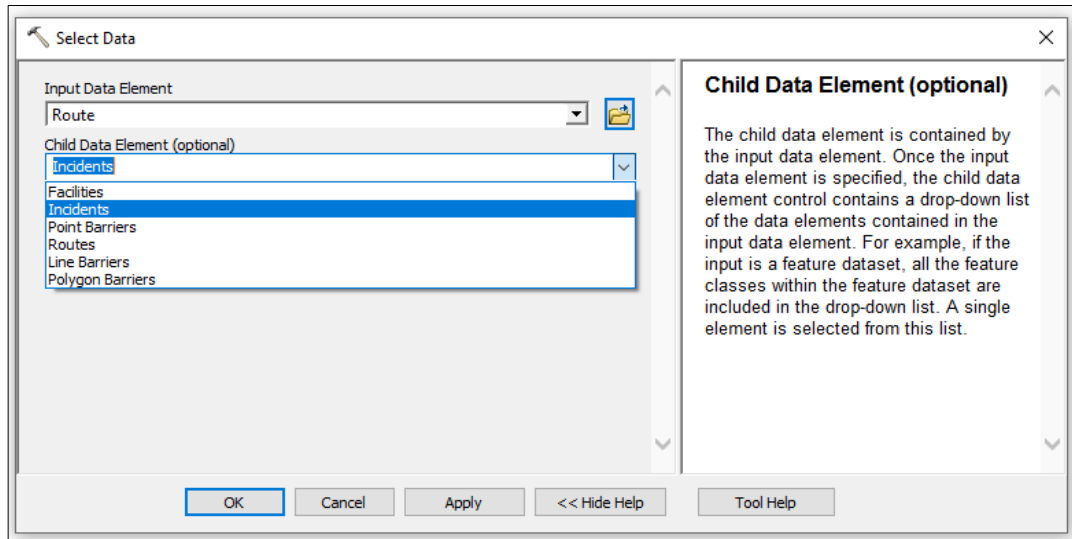 Select Data
Input Data Element
Route
Child Data Element (optional)
Incidents
Facilities
Incidents
Point Barriers
Routes
Line Barriers
Polygon Barriers
Child Data Element (optional)
The child data element is contained by
the input data element. Once the input
data element is specified, the child data
element control contains a drop-down list
of the data elements contained in the
input data element. For example, if the
input is a feature dataset, all the feature
classes within the feature dataset are
included in the drop-down list. A single
element is selected from this list.
OK
Cancel
Apply
<< Hide Help
Tool Help